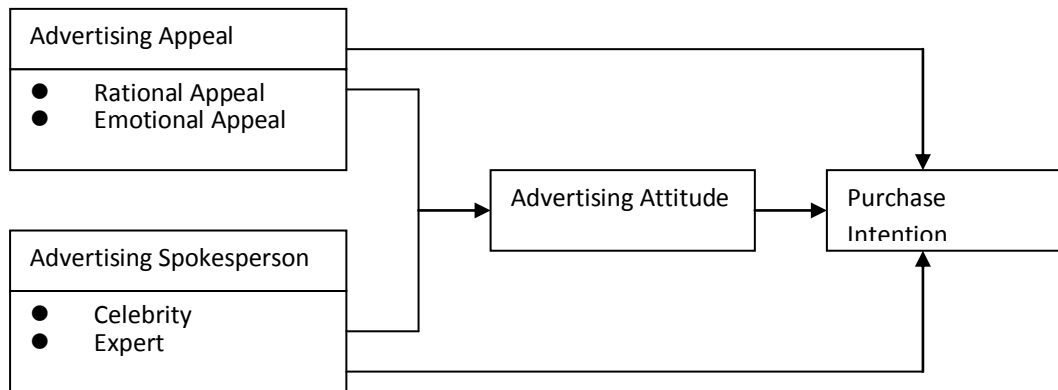 Advertising Appeal
● Rational Appeal
● Emotional Appeal
Advertising Attitude
Purchase
Intention
Advertising Spokesperson
● Celebrity
● Expert